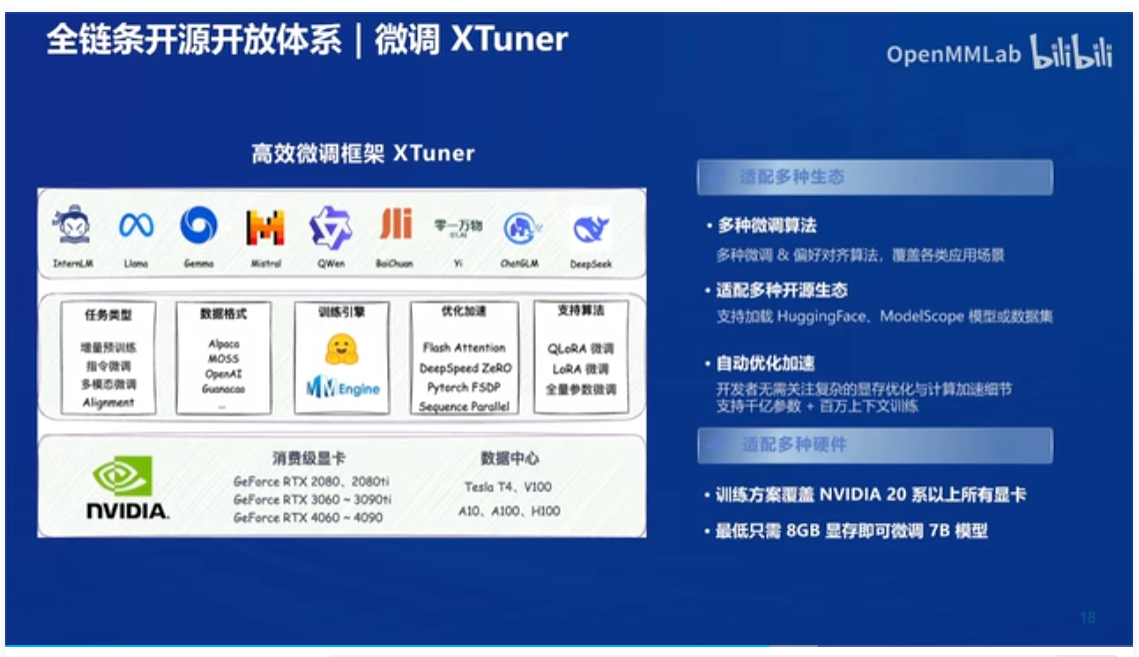 全链条开源开放体系 | 微调 XTuner
OpenMMLab bilibili
高效微调框架 XTuner
InternLM Llama Gemma Mistral QWen BaiChuan Yi ChatGLM DeepSeek
零一万物
01.AI
任务类型
增量预训练
指令微调
多模态微调
Alignment
数据格式
Alpaca
MOSS
OpenAI
Guanacao
...
训练引擎
MMEngine
优化加速
Flash Attention
DeepSpeed ZeRO
Pytorch FSDP
Sequence Parallel
支持算法
QLoRA 微调
LoRA 微调
全量参数微调
NVIDIA.
消费级显卡
GeForce RTX 2080、2080ti
GeForce RTX 3060 ~ 3090ti
GeForce RTX 4060 ~ 4090
数据中心
Tesla T4、V100
A10、A100、H100
适配多种生态
• 多种微调算法
多种微调 & 偏好对齐算法，覆盖各类应用场景
• 适配多种开源生态
支持加载 HuggingFace、ModelScope 模型或数据集
• 自动优化加速
开发者无需关注复杂的显存优化与计算加速细节
支持千亿参数 + 百万上下文训练
适配多种硬件
• 训练方案覆盖 NVIDIA 20 系以上所有显卡
• 最低只需 8GB 显存即可微调 7B 模型
18